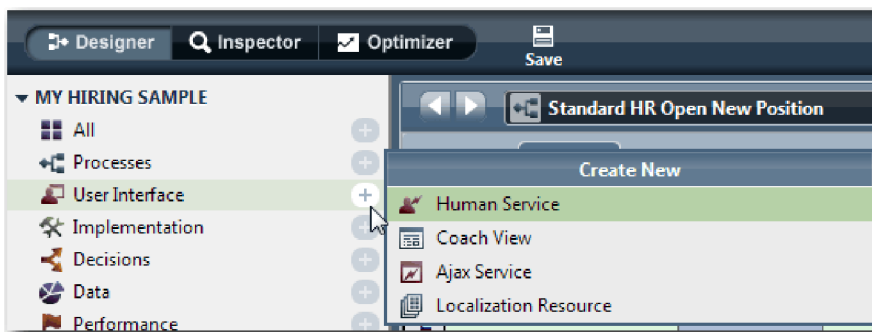 Designer Inspector Optimizer Save
MY HIRING SAMPLE
All
Processes
User Interface
Implementation
Decisions
Data
Performance
Standard HR Open New Position
Create New
Human Service
Coach View
Ajax Service
Localization Resource